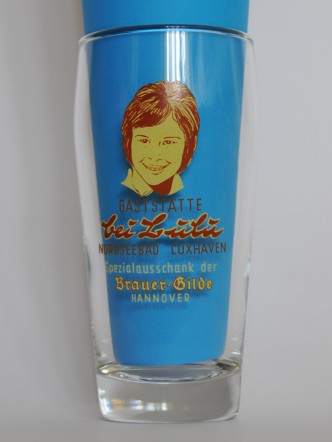 GASTSTÄTTE
bei Lulu
NORDSEEBAD CUXHAVEN
Spezialausschank der
Brauer-Gilde
HANNOVER